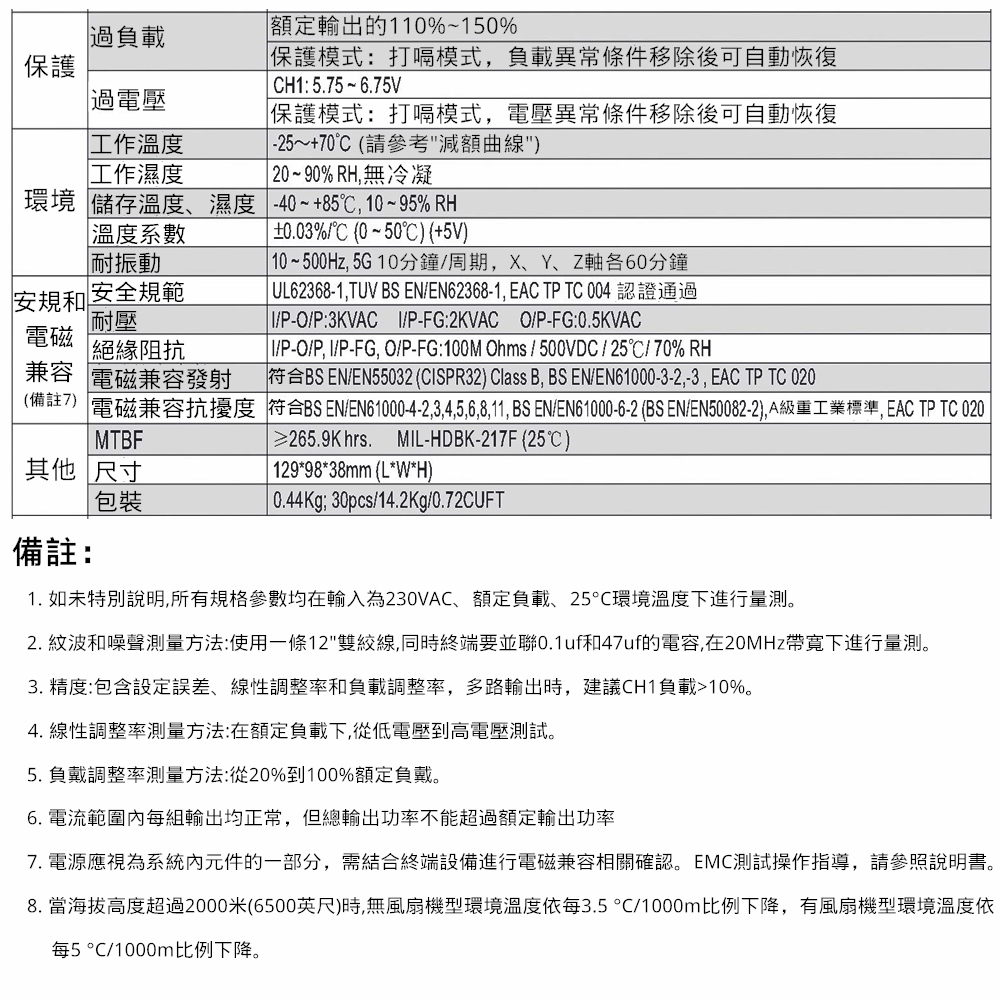 保護
過負載
額定輸出的110%~150%
保護模式：打嗝模式，負載異常條件移除後可自動恢復
過電壓
CH1: 5.75 ~ 6.75V
保護模式：打嗝模式，電壓異常條件移除後可自動恢復
環境
工作溫度
-25～+70℃ (請參考"減額曲線")
工作濕度
20 ~ 90% RH,無冷凝
儲存溫度、濕度
-40 ~ +85℃, 10 ~ 95% RH
溫度系數
±0.03%/℃ (0 ~ 50℃) (+5V)
耐振動
10 ~ 500Hz, 5G 10分鐘/周期，X、Y、Z軸各60分鐘
安規和
電磁
兼容
(備註7)
安全規範
UL62368-1,TUV BS EN/EN62368-1, EAC TP TC 004 認證通過
耐壓
I/P-O/P:3KVAC I/P-FG:2KVAC O/P-FG:0.5KVAC
絕緣阻抗
I/P-O/P, I/P-FG, O/P-FG:100M Ohms / 500VDC / 25℃/ 70% RH
電磁兼容發射
符合BS EN/EN55032 (CISPR32) Class B, BS EN/EN61000-3-2,-3 , EAC TP TC 020
電磁兼容抗擾度
符合BS EN/EN61000-4-2,3,4,5,6,8,11, BS EN/EN61000-6-2 (BS EN/EN50082-2),A級重工業標準, EAC TP TC 020
其他
MTBF
≥265.9K hrs. MIL-HDBK-217F (25℃)
尺寸
129*98*38mm (L*W*H)
包裝
0.44Kg; 30pcs/14.2Kg/0.72CUFT
備註：
1. 如未特別說明,所有規格參數均在輸入為230VAC、額定負載、25°C環境溫度下進行量測。
2. 紋波和噪聲測量方法:使用一條12"雙絞線,同時終端要並聯0.1uf和47uf的電容,在20MHz帶寬下進行量測。
3. 精度:包含設定誤差、線性調整率和負載調整率，多路輸出時，建議CH1負載>10%。
4. 線性調整率測量方法:在額定負載下,從低電壓到高電壓測試。
5. 負戴調整率測量方法:從20%到100%額定負戴。
6. 電流範圍內每組輸出均正常，但總輸出功率不能超過額定輸出功率
7. 電源應視為系統內元件的一部分，需結合終端設備進行電磁兼容相關確認。EMC測試操作指導，請參照說明書。
8. 當海拔高度超過2000米(6500英尺)時,無風扇機型環境溫度依每3.5 °C/1000m比例下降，有風扇機型環境溫度依
每5 °C/1000m比例下降。